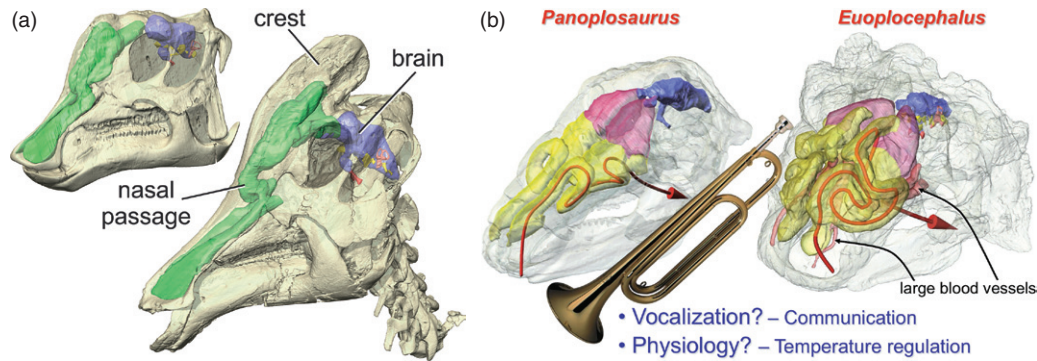 (a)
crest
brain
nasal
passage
(b)
Panoplosaurus
Euoplocephalus
large blood vessels
• Vocalization? – Communication
• Physiology? – Temperature regulation